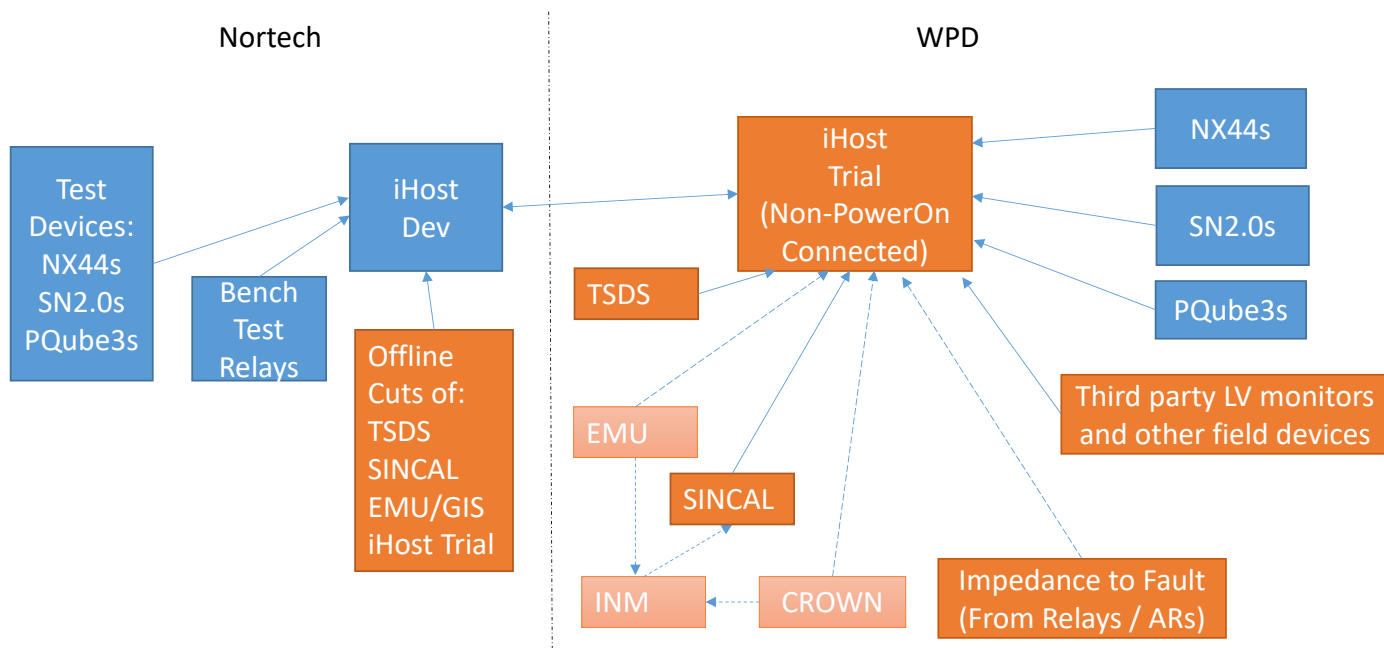 Nortech
WPD
Test
Devices:
NX44s
SN2.0s
PQube3s
iHost
Dev
Bench
Test
Relays
Offline
Cuts of:
TSDS
SINCAL
EMU/GIS
iHost Trial
iHost
Trial
(Non-PowerOn
Connected)
NX44s
SN2.0s
PQube3s
TSDS
Third party LV monitors
and other field devices
EMU
SINCAL
INM
CROWN
Impedance to Fault
(From Relays / ARs)